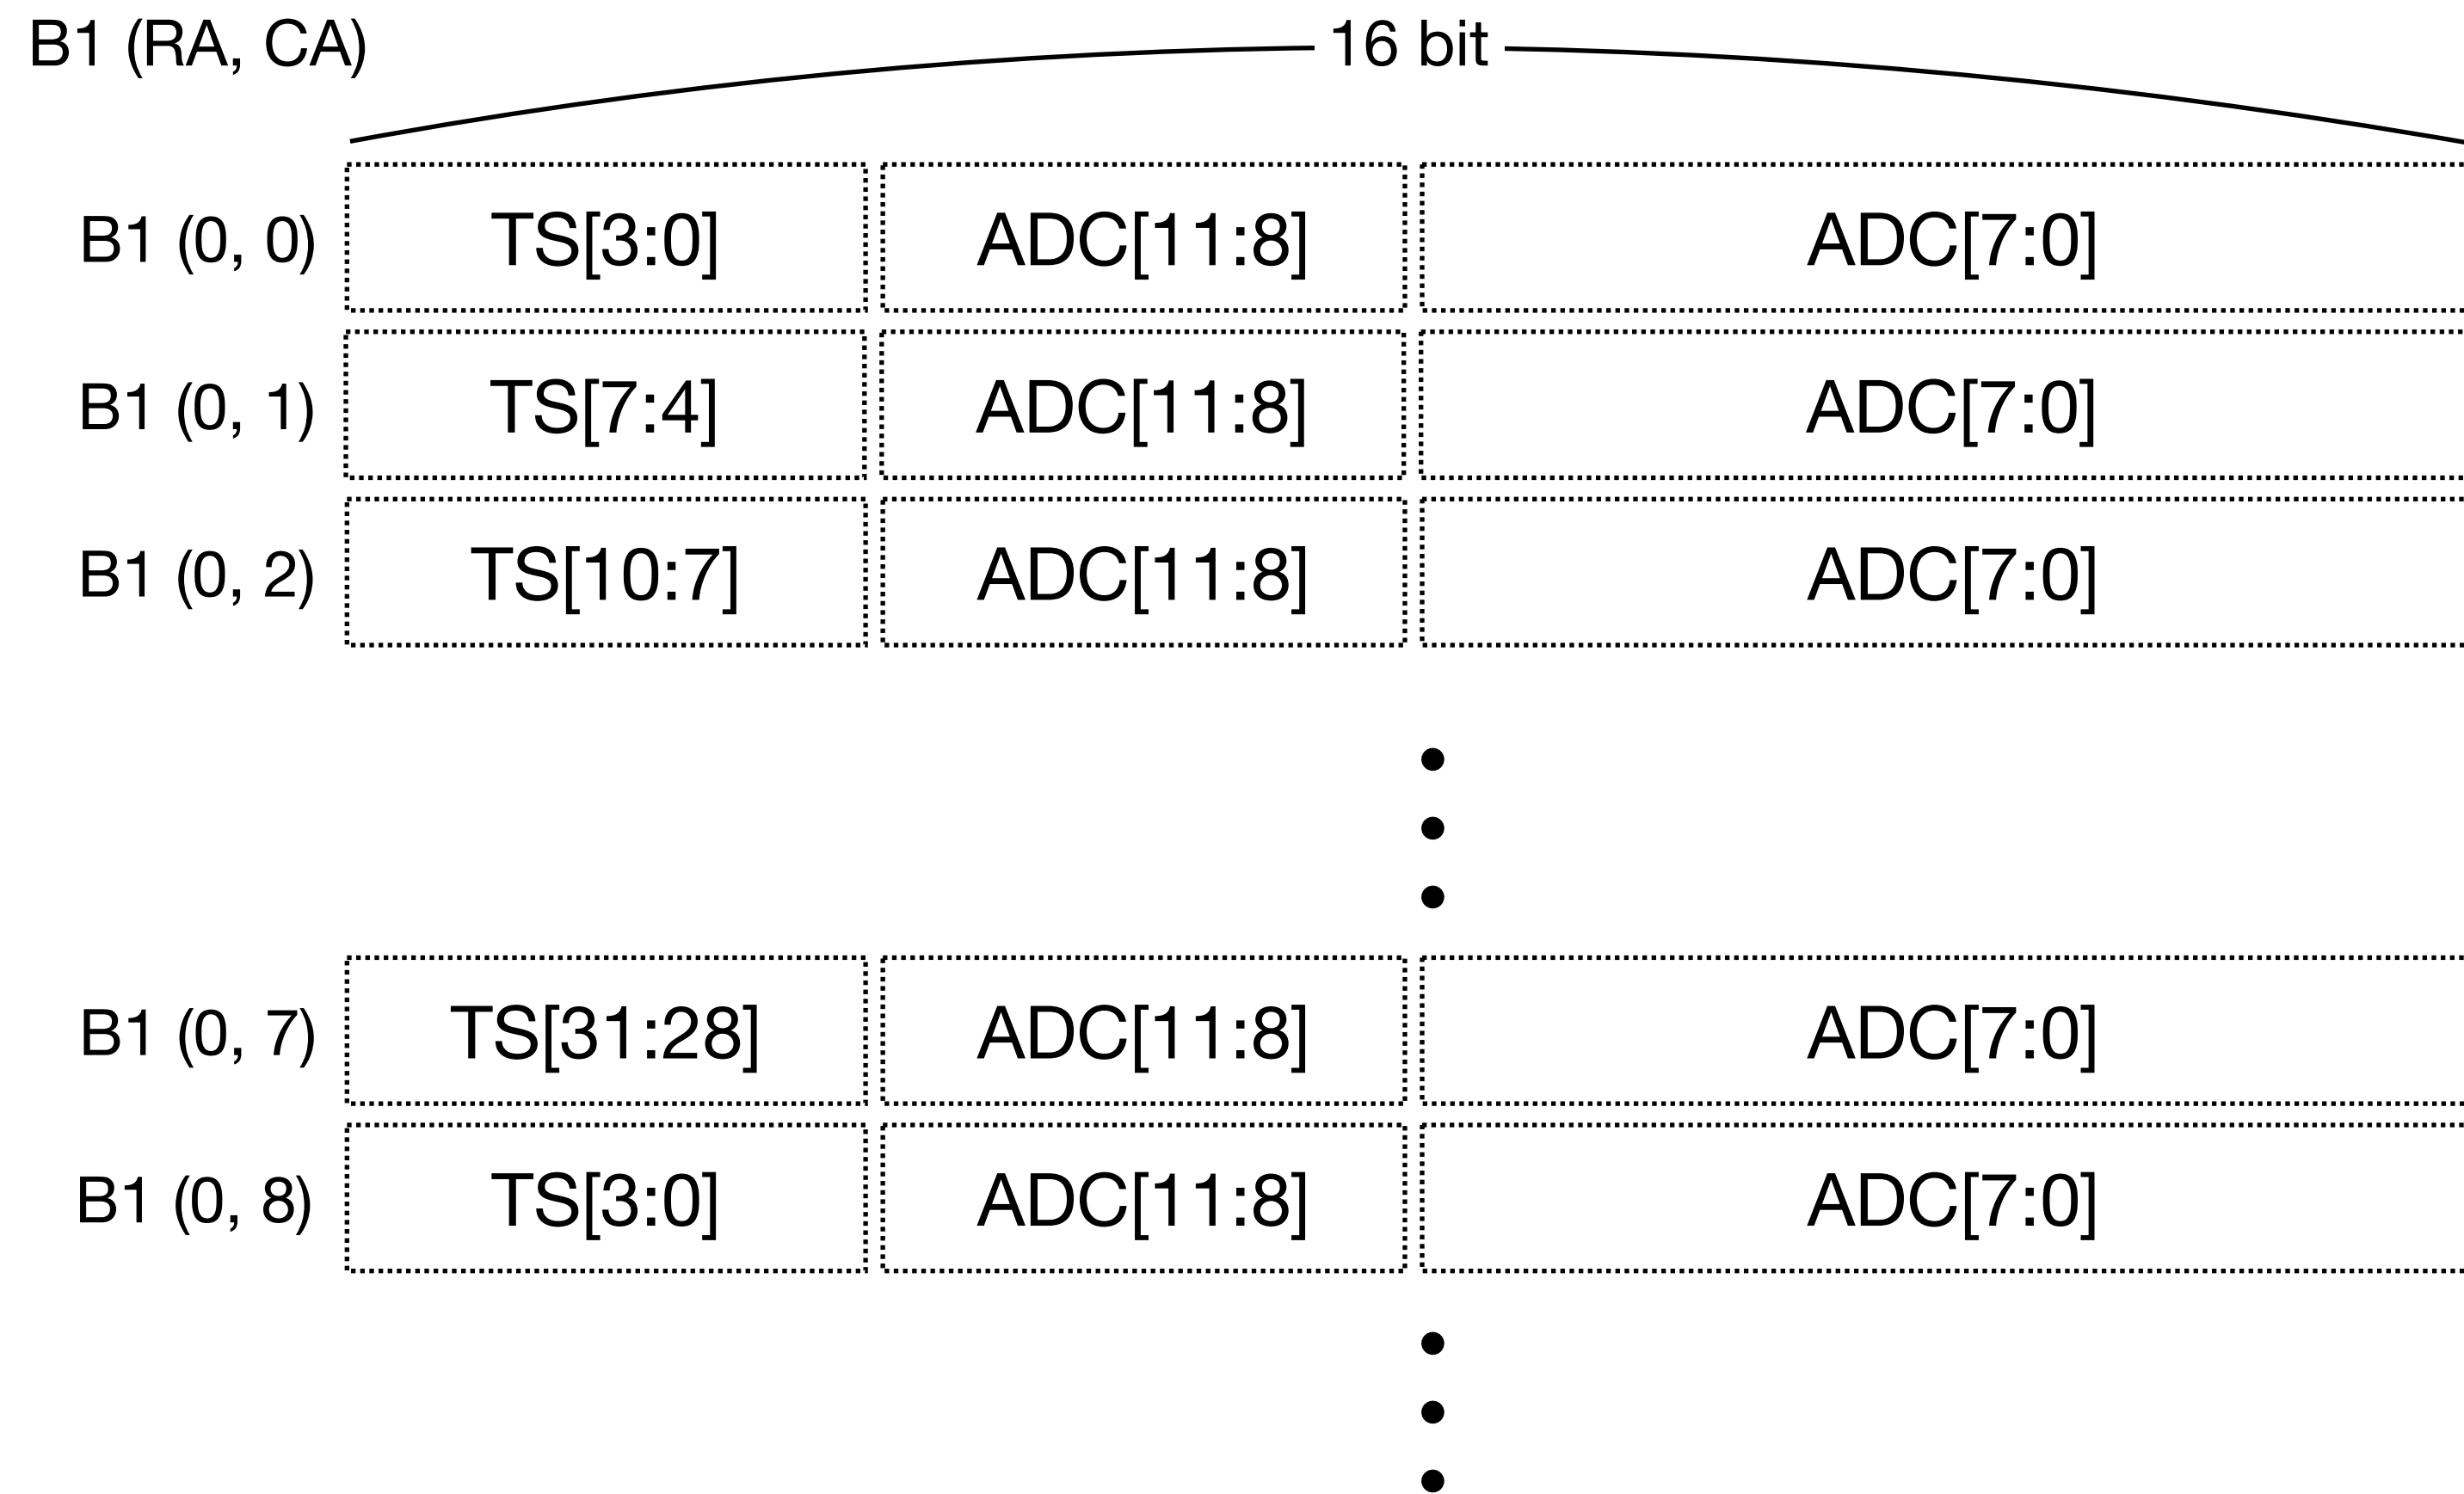 B1 (RA, CA) 16 bit
B1 (0, 0) TS[3:0] ADC[11:8] ADC[7:0]
B1 (0, 1) TS[7:4] ADC[11:8] ADC[7:0]
B1 (0, 2) TS[10:7] ADC[11:8] ADC[7:0]
B1 (0, 7) TS[31:28] ADC[11:8] ADC[7:0]
B1 (0, 8) TS[3:0] ADC[11:8] ADC[7:0]